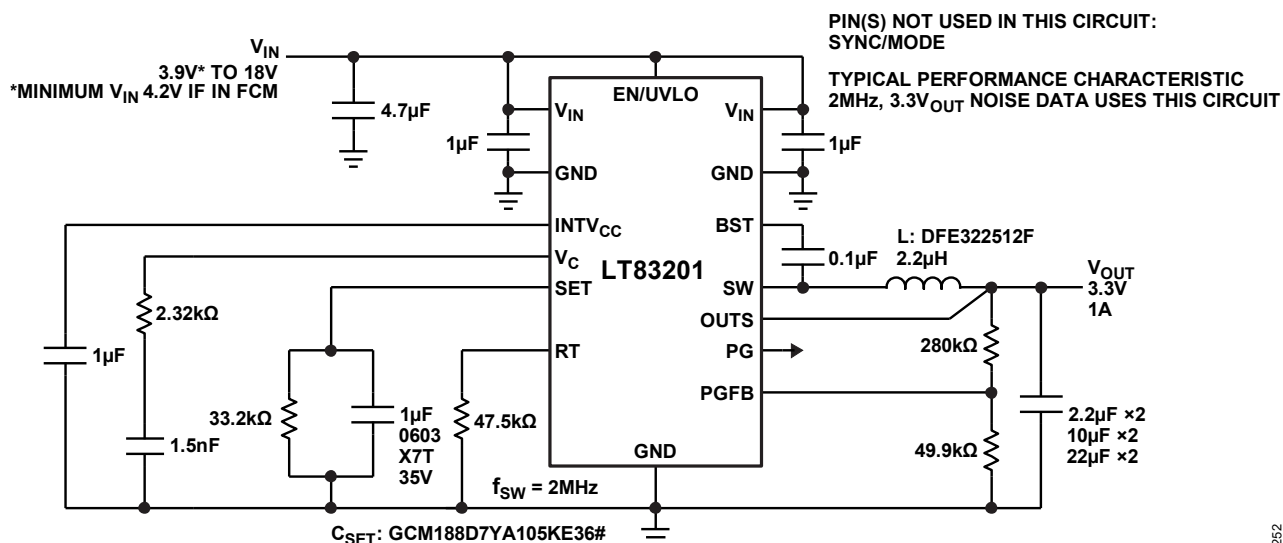 PIN(S) NOT USED IN THIS CIRCUIT:
SYNC/MODE
TYPICAL PERFORMANCE CHARACTERISTIC
2MHz, 3.3VOUT NOISE DATA USES THIS CIRCUIT
VIN
3.9V* TO 18V
*MINIMUM VIN 4.2V IF IN FCM
4.7µF
1µF
EN/UVLO
VIN
VIN
1µF
GND
GND
INTVCC
BST
VC
LT83201
0.1µF
L: DFE322512F
2.2µH
SET
SW
VOUT
3.3V
1A
OUTS
2.32kΩ
1µF
RT
PG
280kΩ
PGFB
33.2kΩ
1µF
0603
X7T
35V
47.5kΩ
1.5nF
GND
49.9kΩ
2.2µF ×2
10µF ×2
22µF ×2
fSW = 2MHz
CSET: GCM188D7YA105KE36#
252